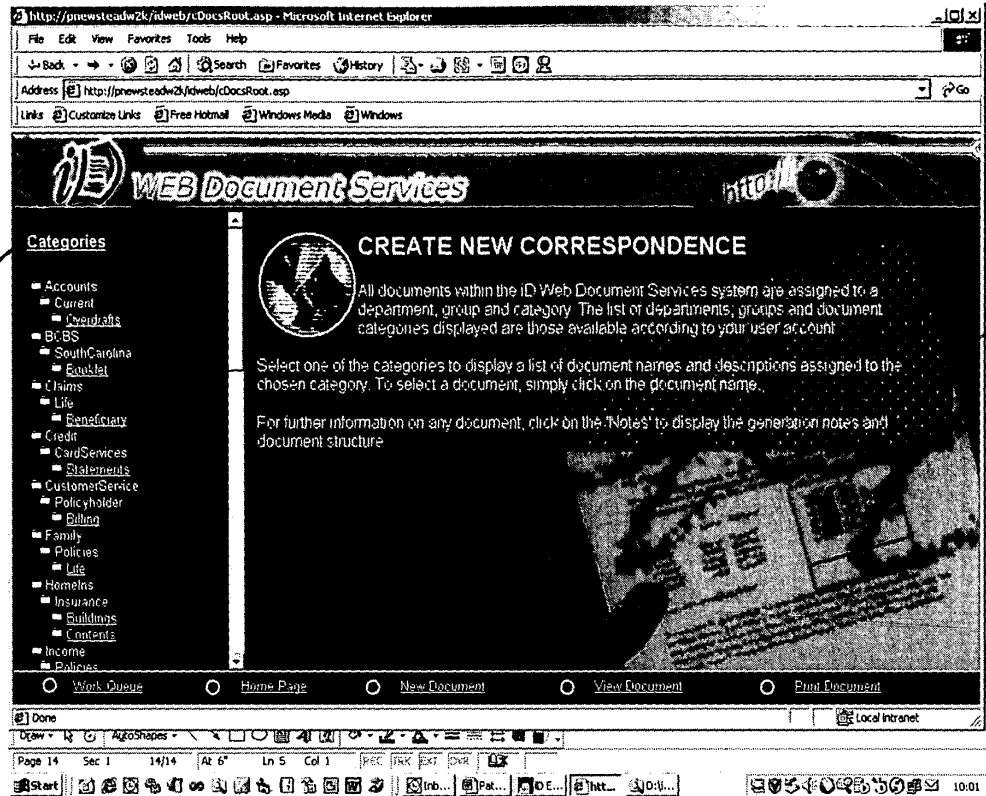 http://pnewsteadw2k/idweb/cDocsRoot.asp - Microsoft Internet Explorer
File Edit View Favorites Tools Help
Back Search Favorites History
Address http://pnewsteadw2k/idweb/cDocsRoot.asp Go
Links Customize Links Free Hotmail Windows Media Windows
iD WEB Document Services http://
Categories
Accounts
Current
Overdrafts
BCBS
SouthCarolina
Booklet
Claims
Life
Beneficiary
Credit
CardServices
Statements
CustomerService
Policyholder
Billing
Family
Policies
Life
HomeIns
Insurance
Buildings
Contents
Income
Policies
CREATE NEW CORRESPONDENCE
All documents within the iD Web Document Services system are assigned to a
department, group and category. The list of departments, groups and document
categories displayed are those available according to your user account
Select one of the categories to display a list of document names and descriptions assigned to the
chosen category. To select a document, simply click on the document name.
For further information on any document, click on the 'Notes' to display the generation notes and
document structure
Work Queue Home Page New Document View Document Print Document
Done Local intranet
Draw AutoShapes
Page 14 Sec 1 14/14 At 6" Ln 5 Col 1 REC TRK EXT OVR
Start Inb... Pat... iD E... htt... D:\J... 10:01